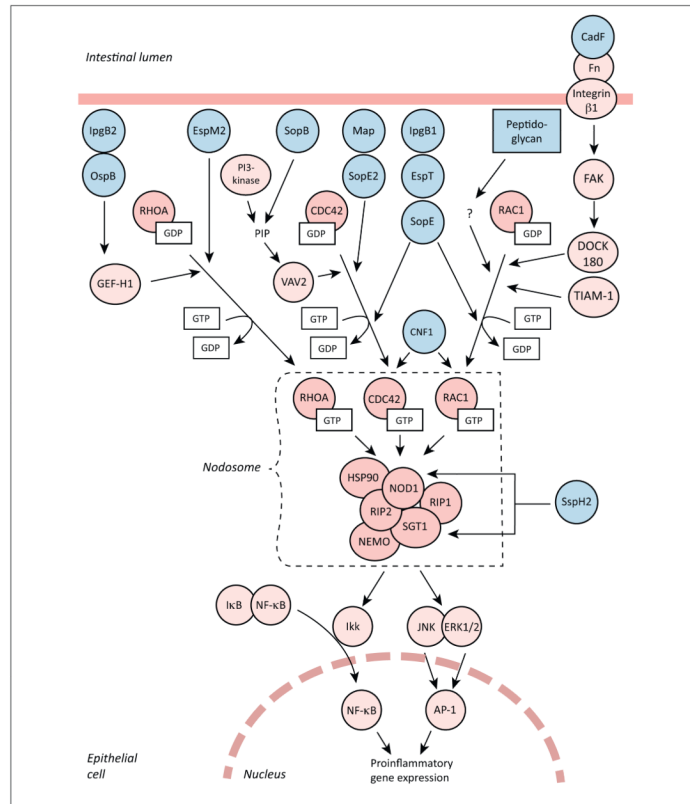 CadF
Intestinal lumen
Fn
Integrin
β1
IpgB2
EspM2
SopB
Map
IpgB1
Peptido-
glycan
OspB
PI3-
kinase
SopE2
EspT
FAK
RHOA
GDP
CDC42
GDP
SopE
RAC1
GDP
PIP
?
DOCK
180
GEF-H1
VAV2
TIAM-1
GTP
GDP
GTP
GDP
CNF1
GTP
GDP
RHOA
GTP
CDC42
GTP
RAC1
GTP
Nodosome
HSP90
NOD1
RIP1
RIP2
SGT1
NEMO
SspH2
IκB
NF-κB
Ikk
JNK
ERK1/2
NF-κB
AP-1
Epithelial
cell
Nucleus
Proinflammatory
gene expression